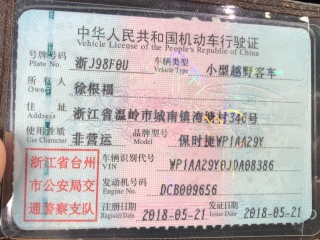 中华人民共和国机动车行驶证
Vehicle License of the People's Republic of China
号牌号码 浙J98F0U 车辆类型 小型越野客车
Plate No. Vehicle Type
所有人 徐根福
Owner
住址 浙江省温岭市城南镇
Address
使用性质 非营运 品牌型号 保时捷WP1AA29Y
Use Character Model
浙江省台州
市公安局交
通警察支队
车辆识别代号 WP1AA29Y0JDA08386
VIN
发动机号码 DCB009656
Engine No.
注册日期 2018-05-21 发证日期 2018-05-21
Register Date Issue Date